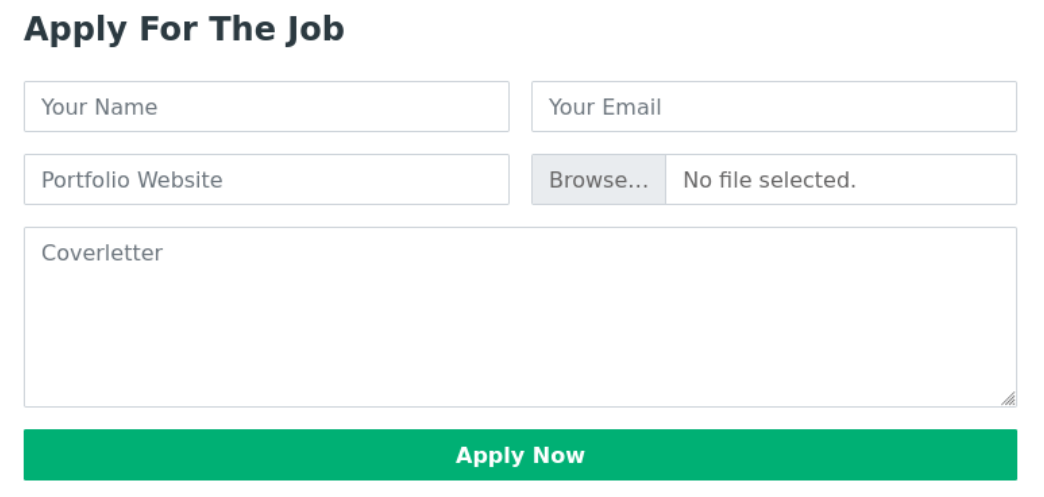 Apply For The Job
Your Name
Your Email
Portfolio Website
Browse...
No file selected.
Coverletter
Apply Now